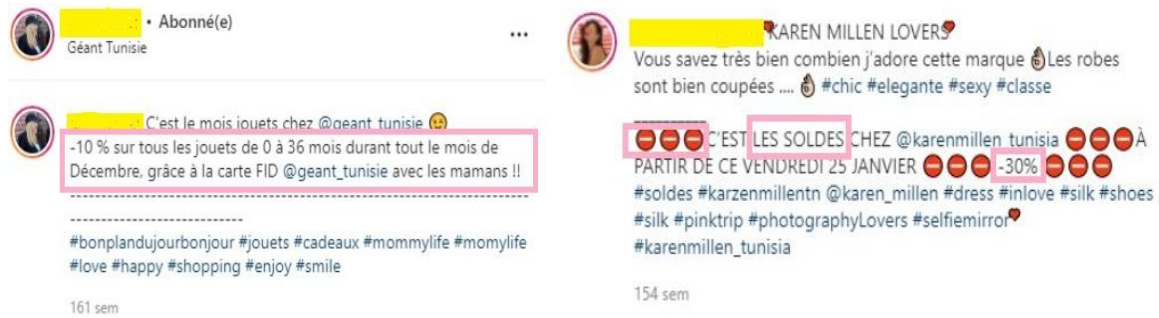 • Abonné(e)
Géant Tunisie
C'est le mois jouets chez @geant_tunisie 😉
-10 % sur tous les jouets de 0 à 36 mois durant tout le mois de
Décembre, grâce à la carte FID @geant_tunisie avec les mamans !!
----------------------------------------------------------------
---------------------------
#bonplandujourbonjour #jouets #cadeaux #mommylife #momylife
#love #happy #shopping #enjoy #smile
161 sem
KAREN MILLEN LOVERS❣
Vous savez très bien combien j'adore cette marque 👌Les robes
sont bien coupées .... 👌 #chic #elegante #sexy #classe
__________
⛔⛔⛔C'EST LES SOLDES CHEZ @karenmillen_tunisia ⛔⛔⛔À
PARTIR DE CE VENDREDI 25 JANVIER ⛔⛔⛔ -30% ⛔⛔⛔
#soldes #karzenmillentn @karen_millen #dress #inlove #silk #shoes
#silk #pinktrip #photographyLovers #selfiemirror❣
#karenmillen_tunisia
154 sem